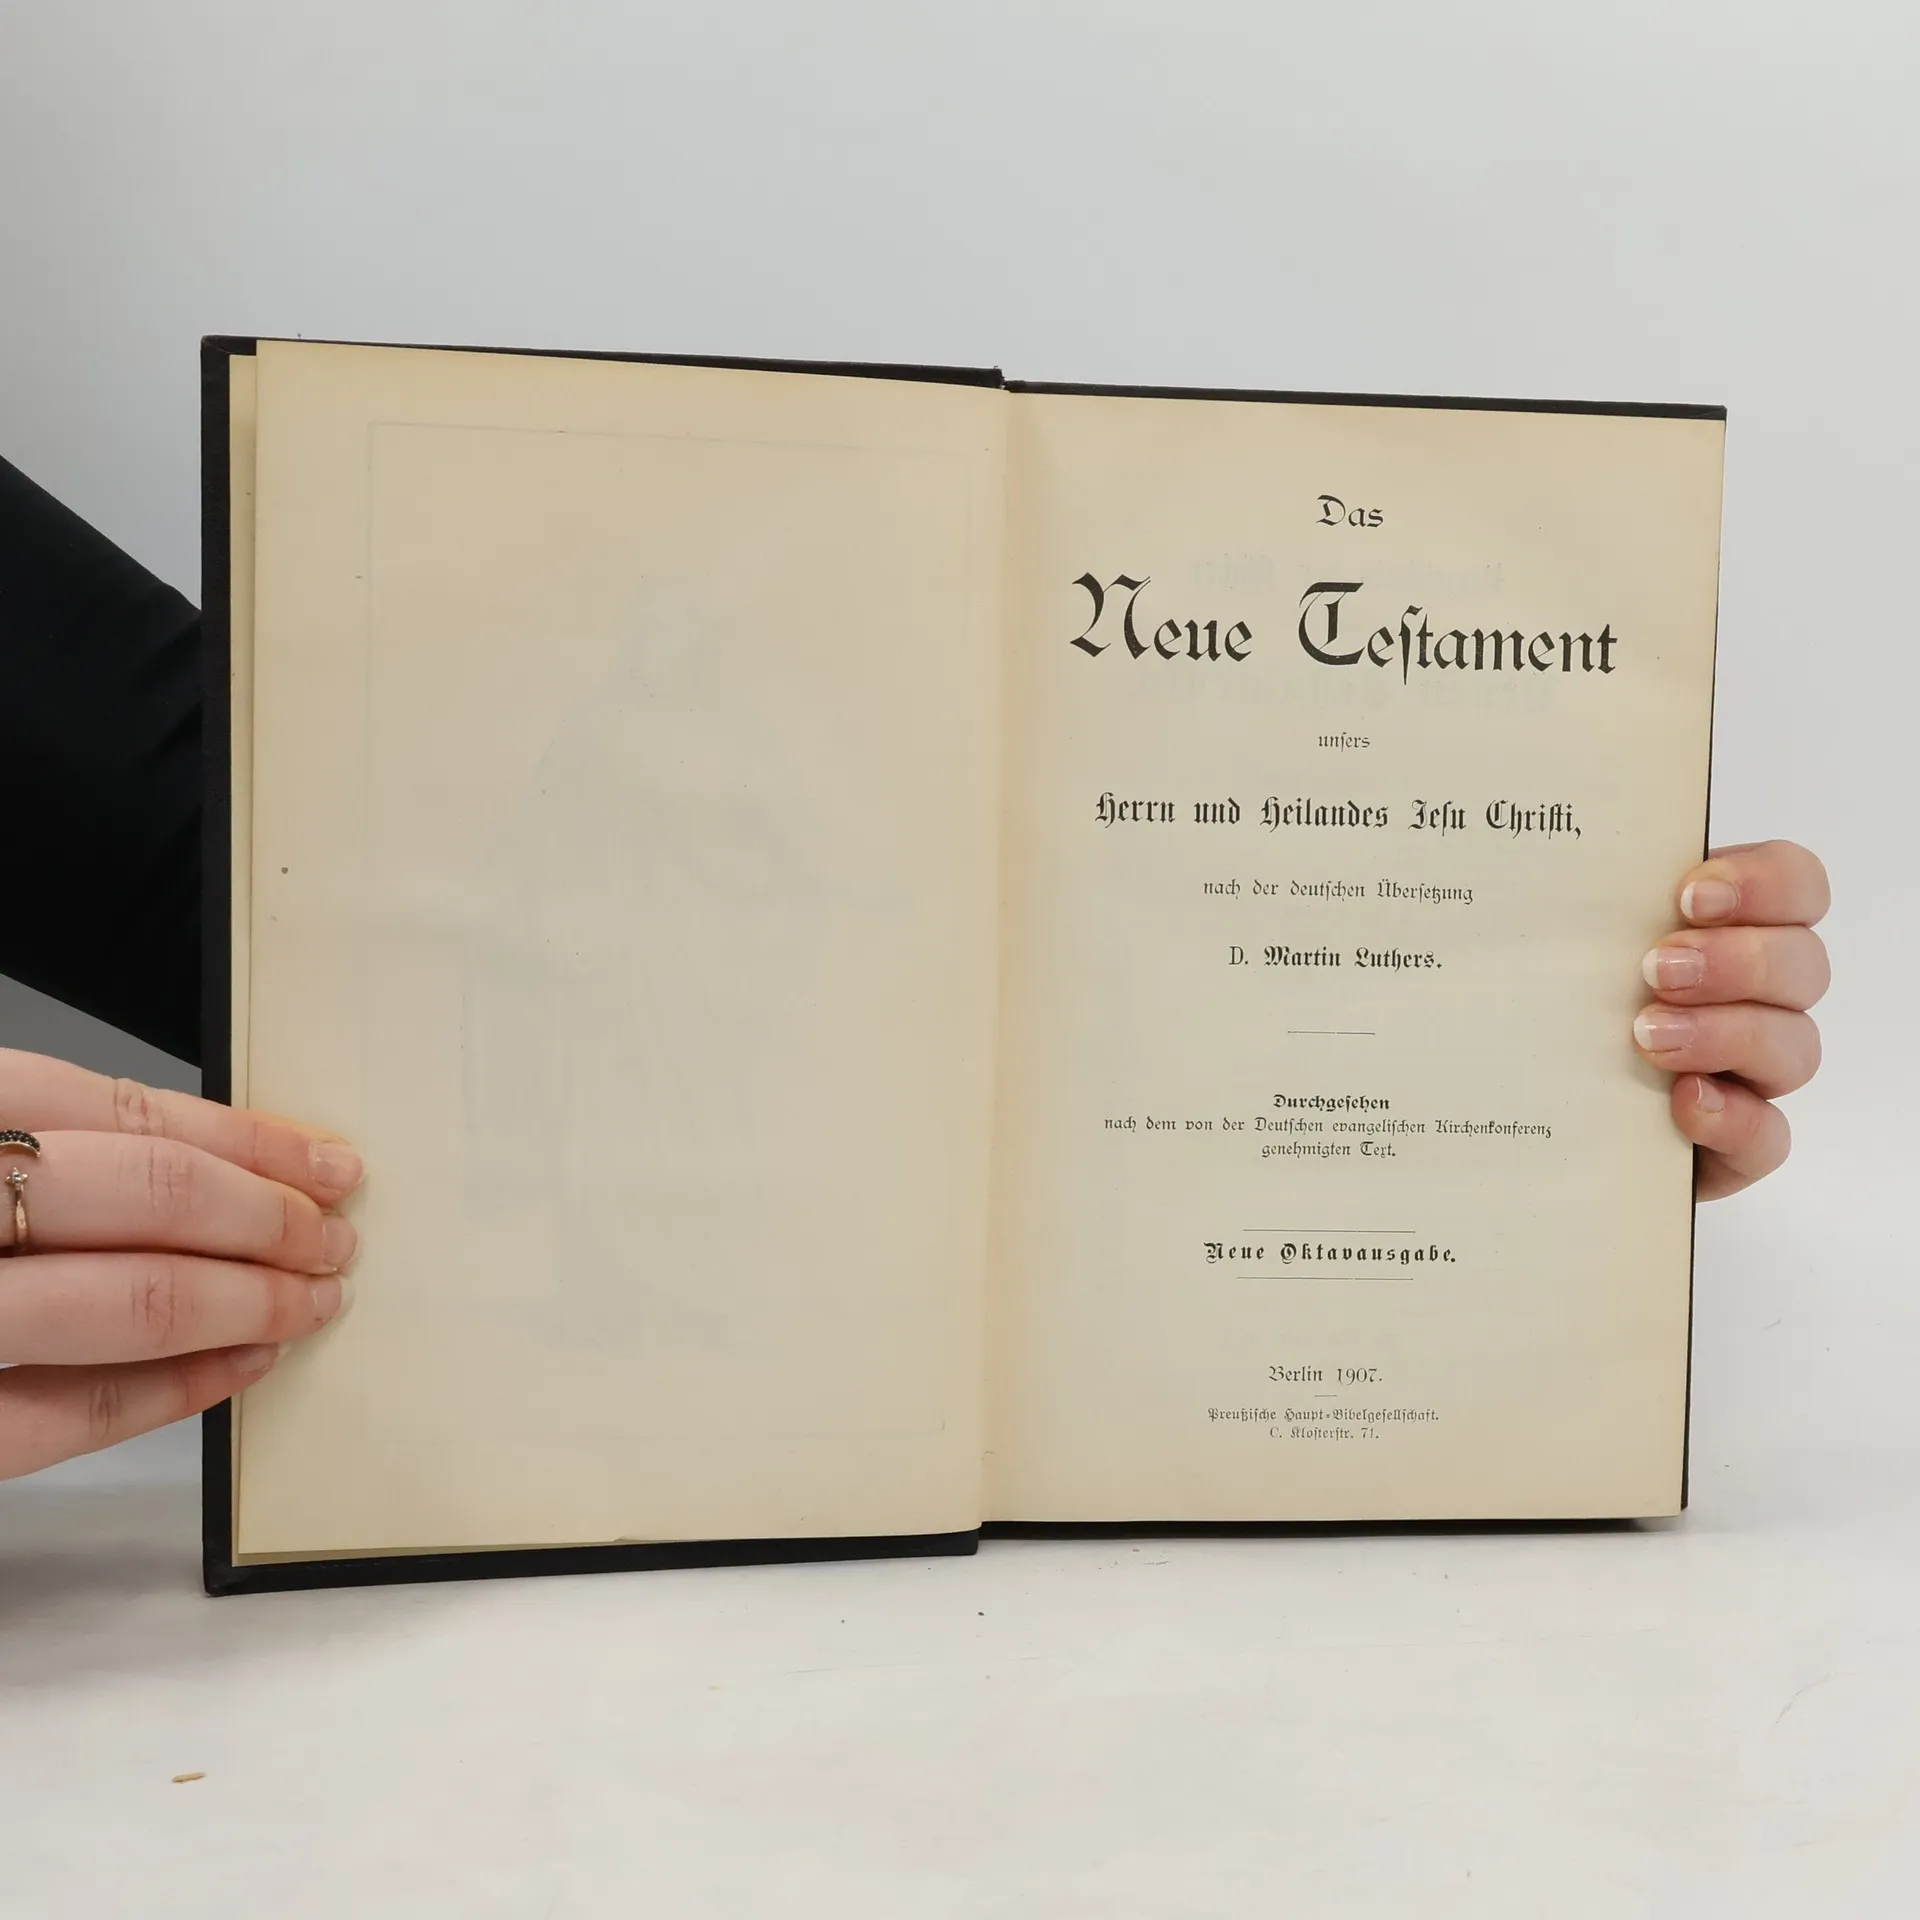 Das
Neue Teſtament
unſers
Herrn und Heilandes Jeſu Chriſti,
nach der deutſchen Überſetzung
D. Martin Luthers.
Durchgeſehen
nach dem von der Deutſchen evangeliſchen Kirchenkonferenz
genehmigten Text.
Neue Oktavausgabe.
Berlin 1907.
Preußiſche Haupt-Bibelgeſellſchaft.
C. Kloſterſtr. 71.